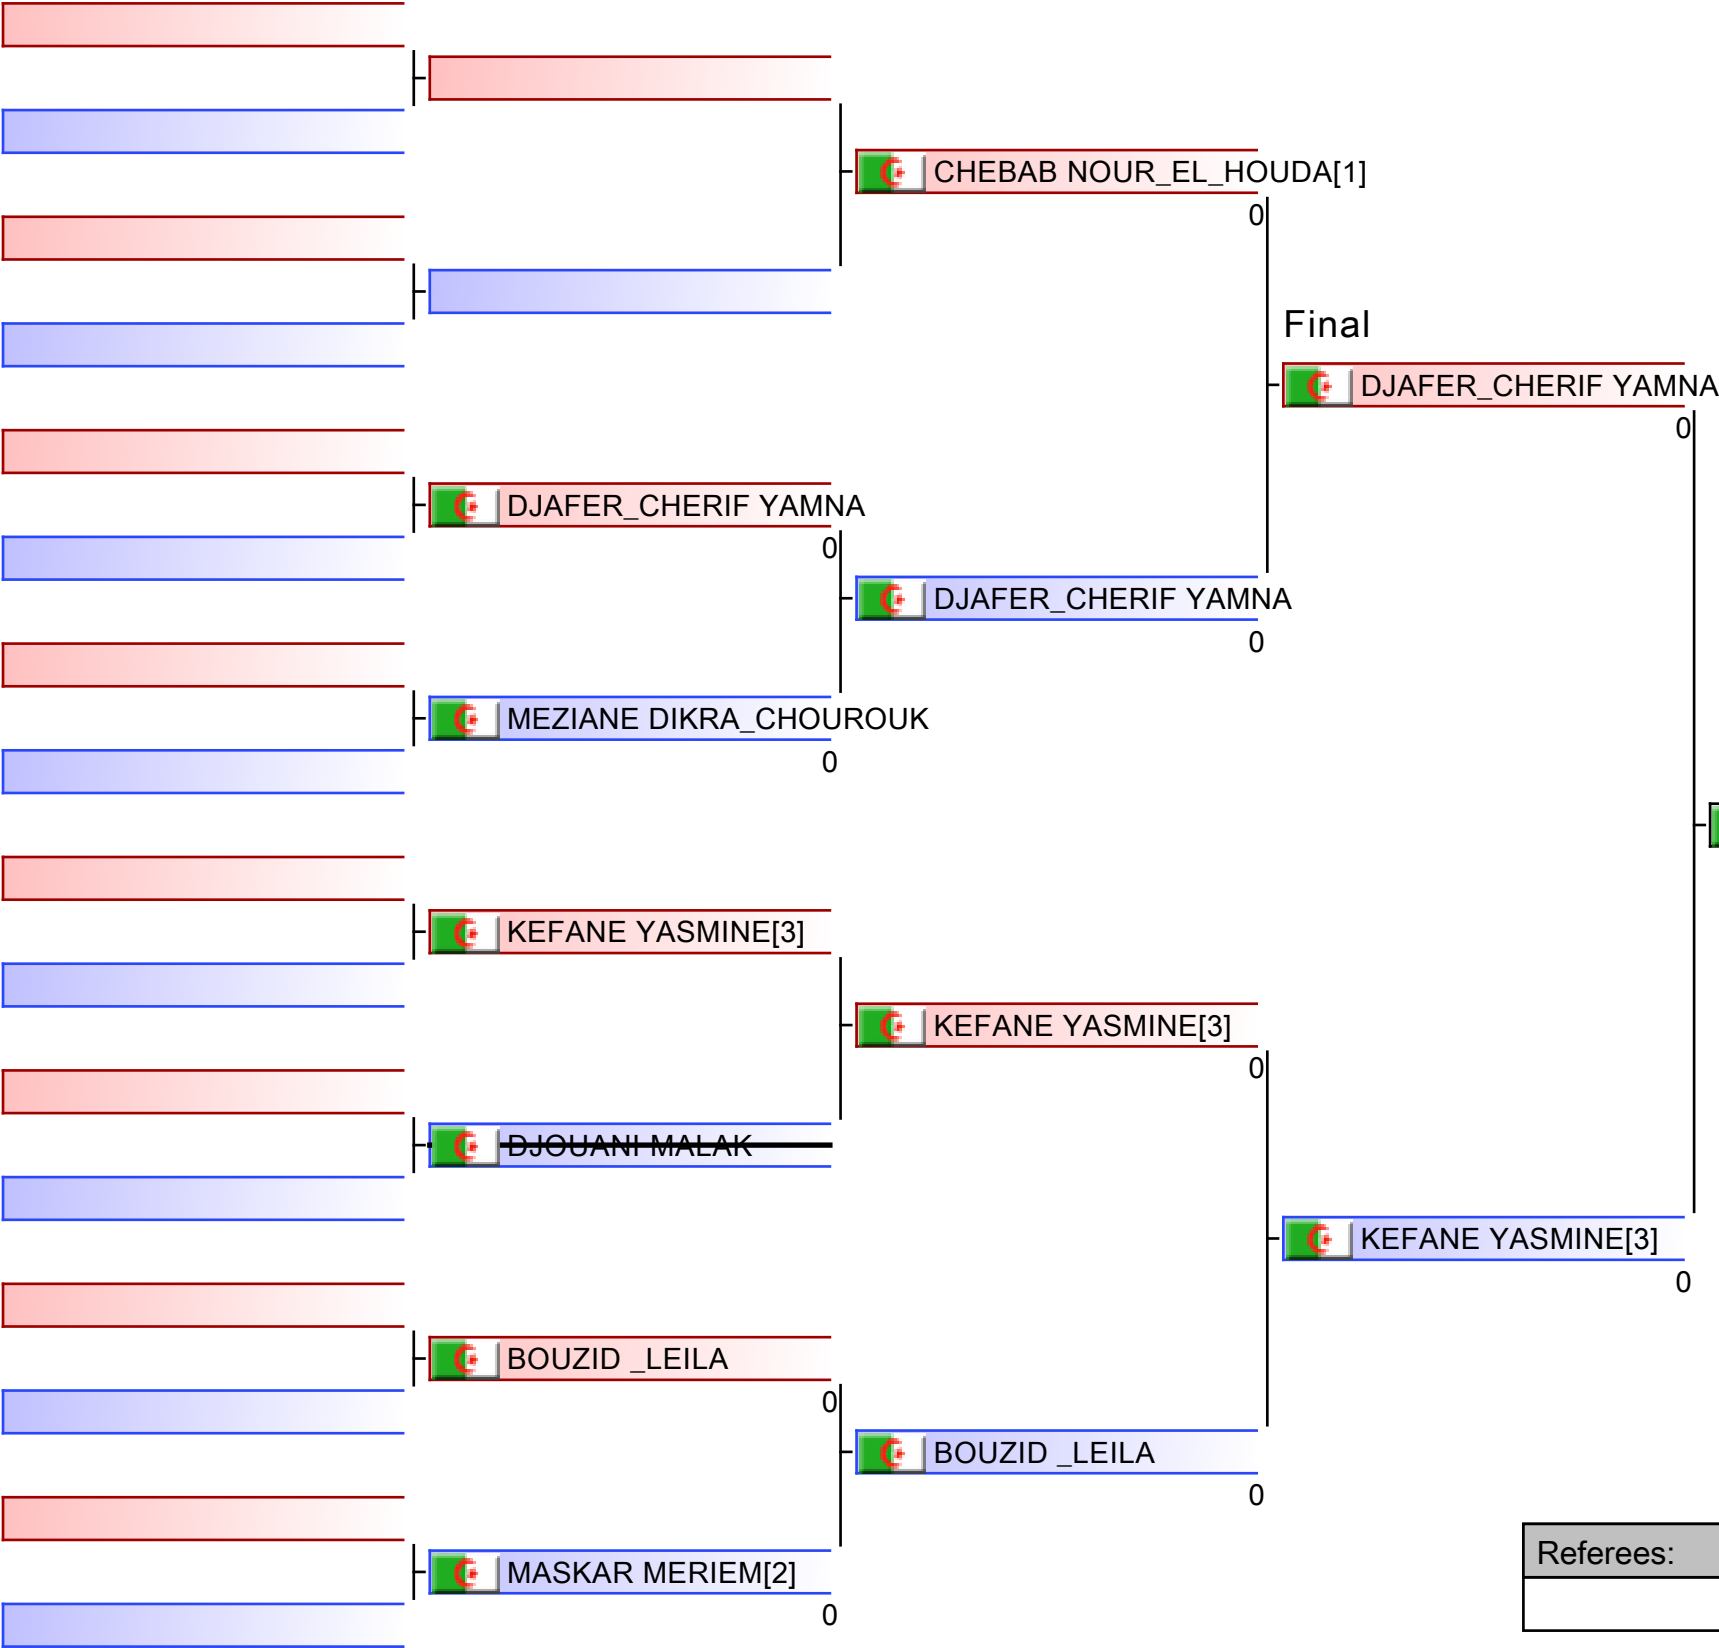 CHEBAB NOUR_EL_HOUDA[1]
0
Final
DJAFER_CHERIF YAMNA
0
DJAFER_CHERIF YAMNA
0
DJAFER_CHERIF YAMNA
0
MEZIANE DIKRA_CHOUROUK
0
KEFANE YASMINE[3]
KEFANE YASMINE[3]
0
DJOUANI MALAK
KEFANE YASMINE[3]
0
BOUZID _LEILA
0
BOUZID _LEILA
0
MASKAR MERIEM[2]
0
Referees: